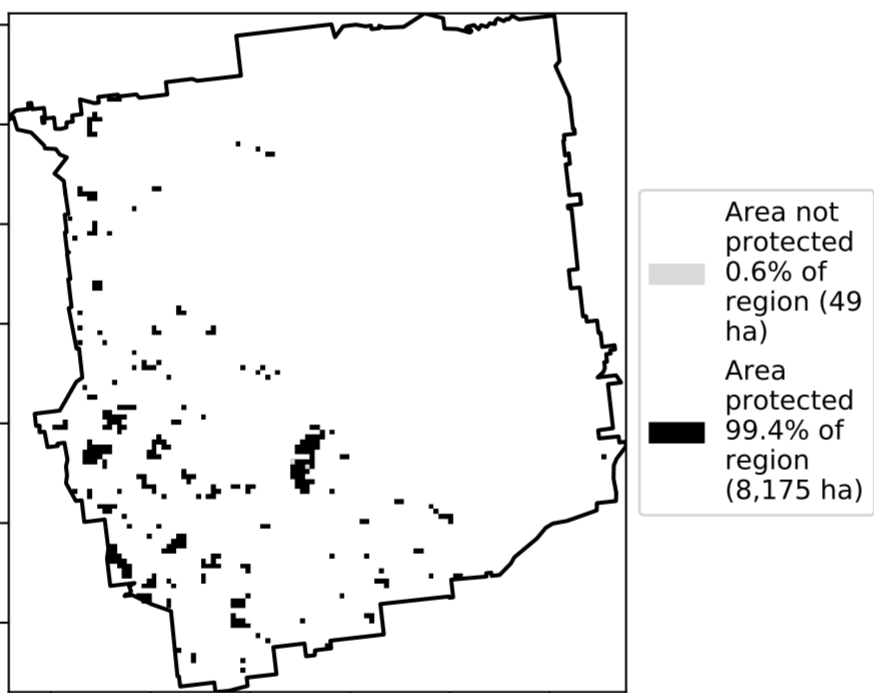 Area not
protected
0.6% of
region (49
ha)
Area
protected
99.4% of
region
(8,175 ha)